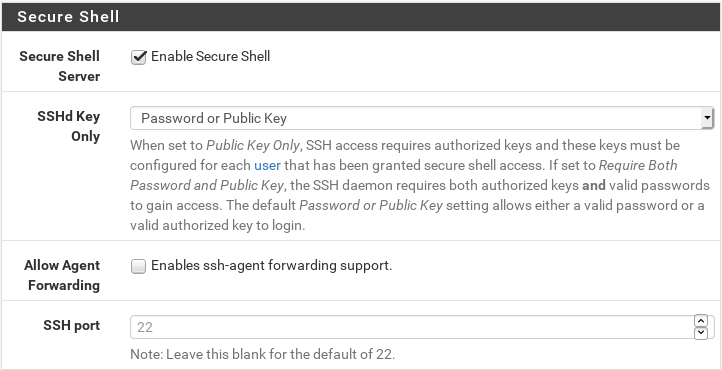 Secure Shell
Secure Shell Server
Enable Secure Shell
SSHd Key Only
Password or Public Key
When set to Public Key Only, SSH access requires authorized keys and these keys must be
configured for each user that has been granted secure shell access. If set to Require Both
Password and Public Key, the SSH daemon requires both authorized keys and valid passwords
to gain access. The default Password or Public Key setting allows either a valid password or a
valid authorized key to login.
Allow Agent Forwarding
Enables ssh-agent forwarding support.
SSH port
22
Note: Leave this blank for the default of 22.